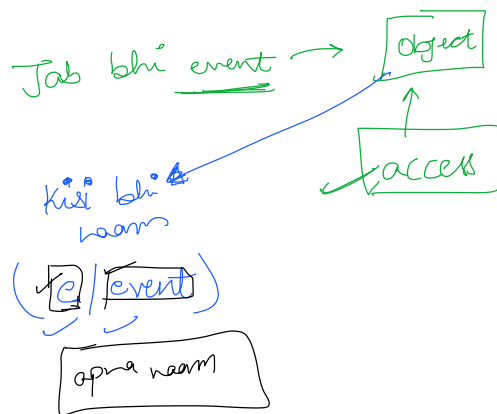 Jab bhi event → object
access
Kisi bhi
naam
(e/event)
apna naam